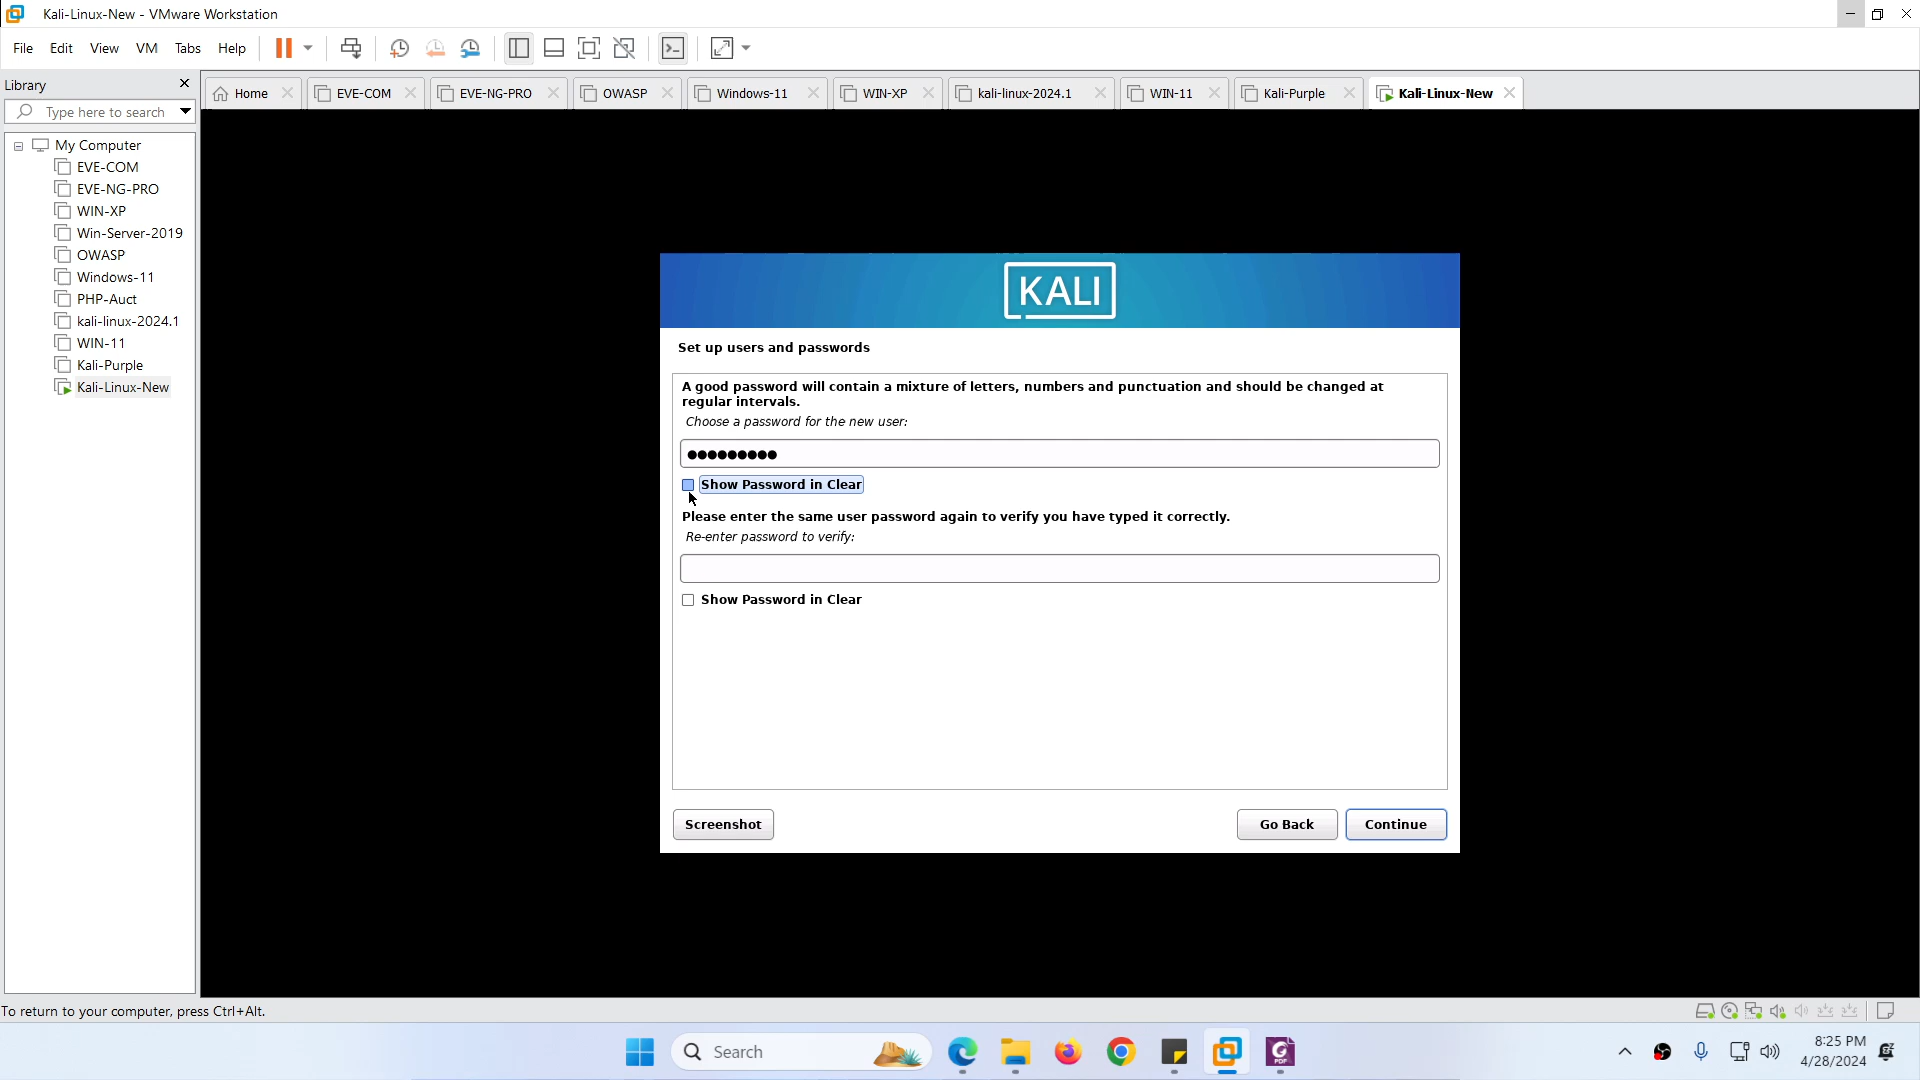 Kali-Linux-New - VMware Workstation
File Edit View VM Tabs Help
Library
Type here to search
Home
EVE-COM
EVE-NG-PRO
OWASP
Windows-11
WIN-XP
kali-linux-2024.1
WIN-11
Kali-Purple
Kali-Linux-New
My Computer
EVE-COM
EVE-NG-PRO
WIN-XP
Win-Server-2019
OWASP
Windows-11
PHP-Auct
kali-linux-2024.1
WIN-11
Kali-Purple
Kali-Linux-New
KALI
Set up users and passwords
A good password will contain a mixture of letters, numbers and punctuation and should be changed at
regular intervals.
Choose a password for the new user:
●●●●●●●●●
Show Password in Clear
Please enter the same user password again to verify you have typed it correctly.
Re-enter password to verify:
Show Password in Clear
Screenshot
Go Back
Continue
To return to your computer, press Ctrl+Alt.
Search
PDF
8:25 PM
4/28/2024